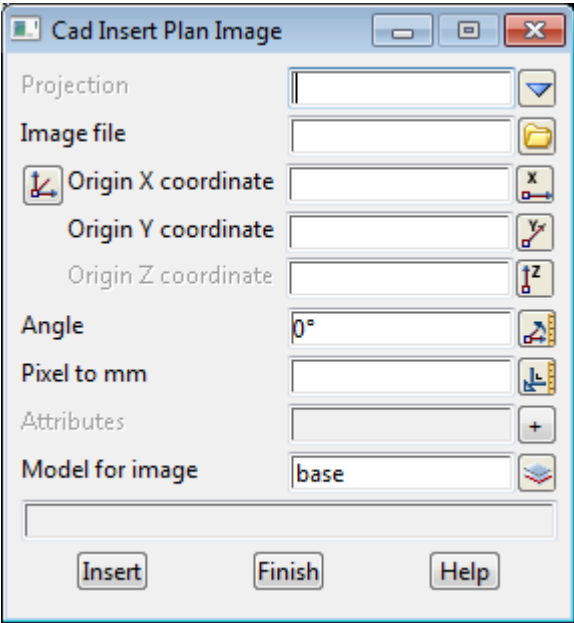 Cad Insert Plan Image
Projection
Image file
Origin X coordinate X
Origin Y coordinate Y
Origin Z coordinate Z
Angle 0°
Pixel to mm
Attributes +
Model for image base
Insert Finish Help